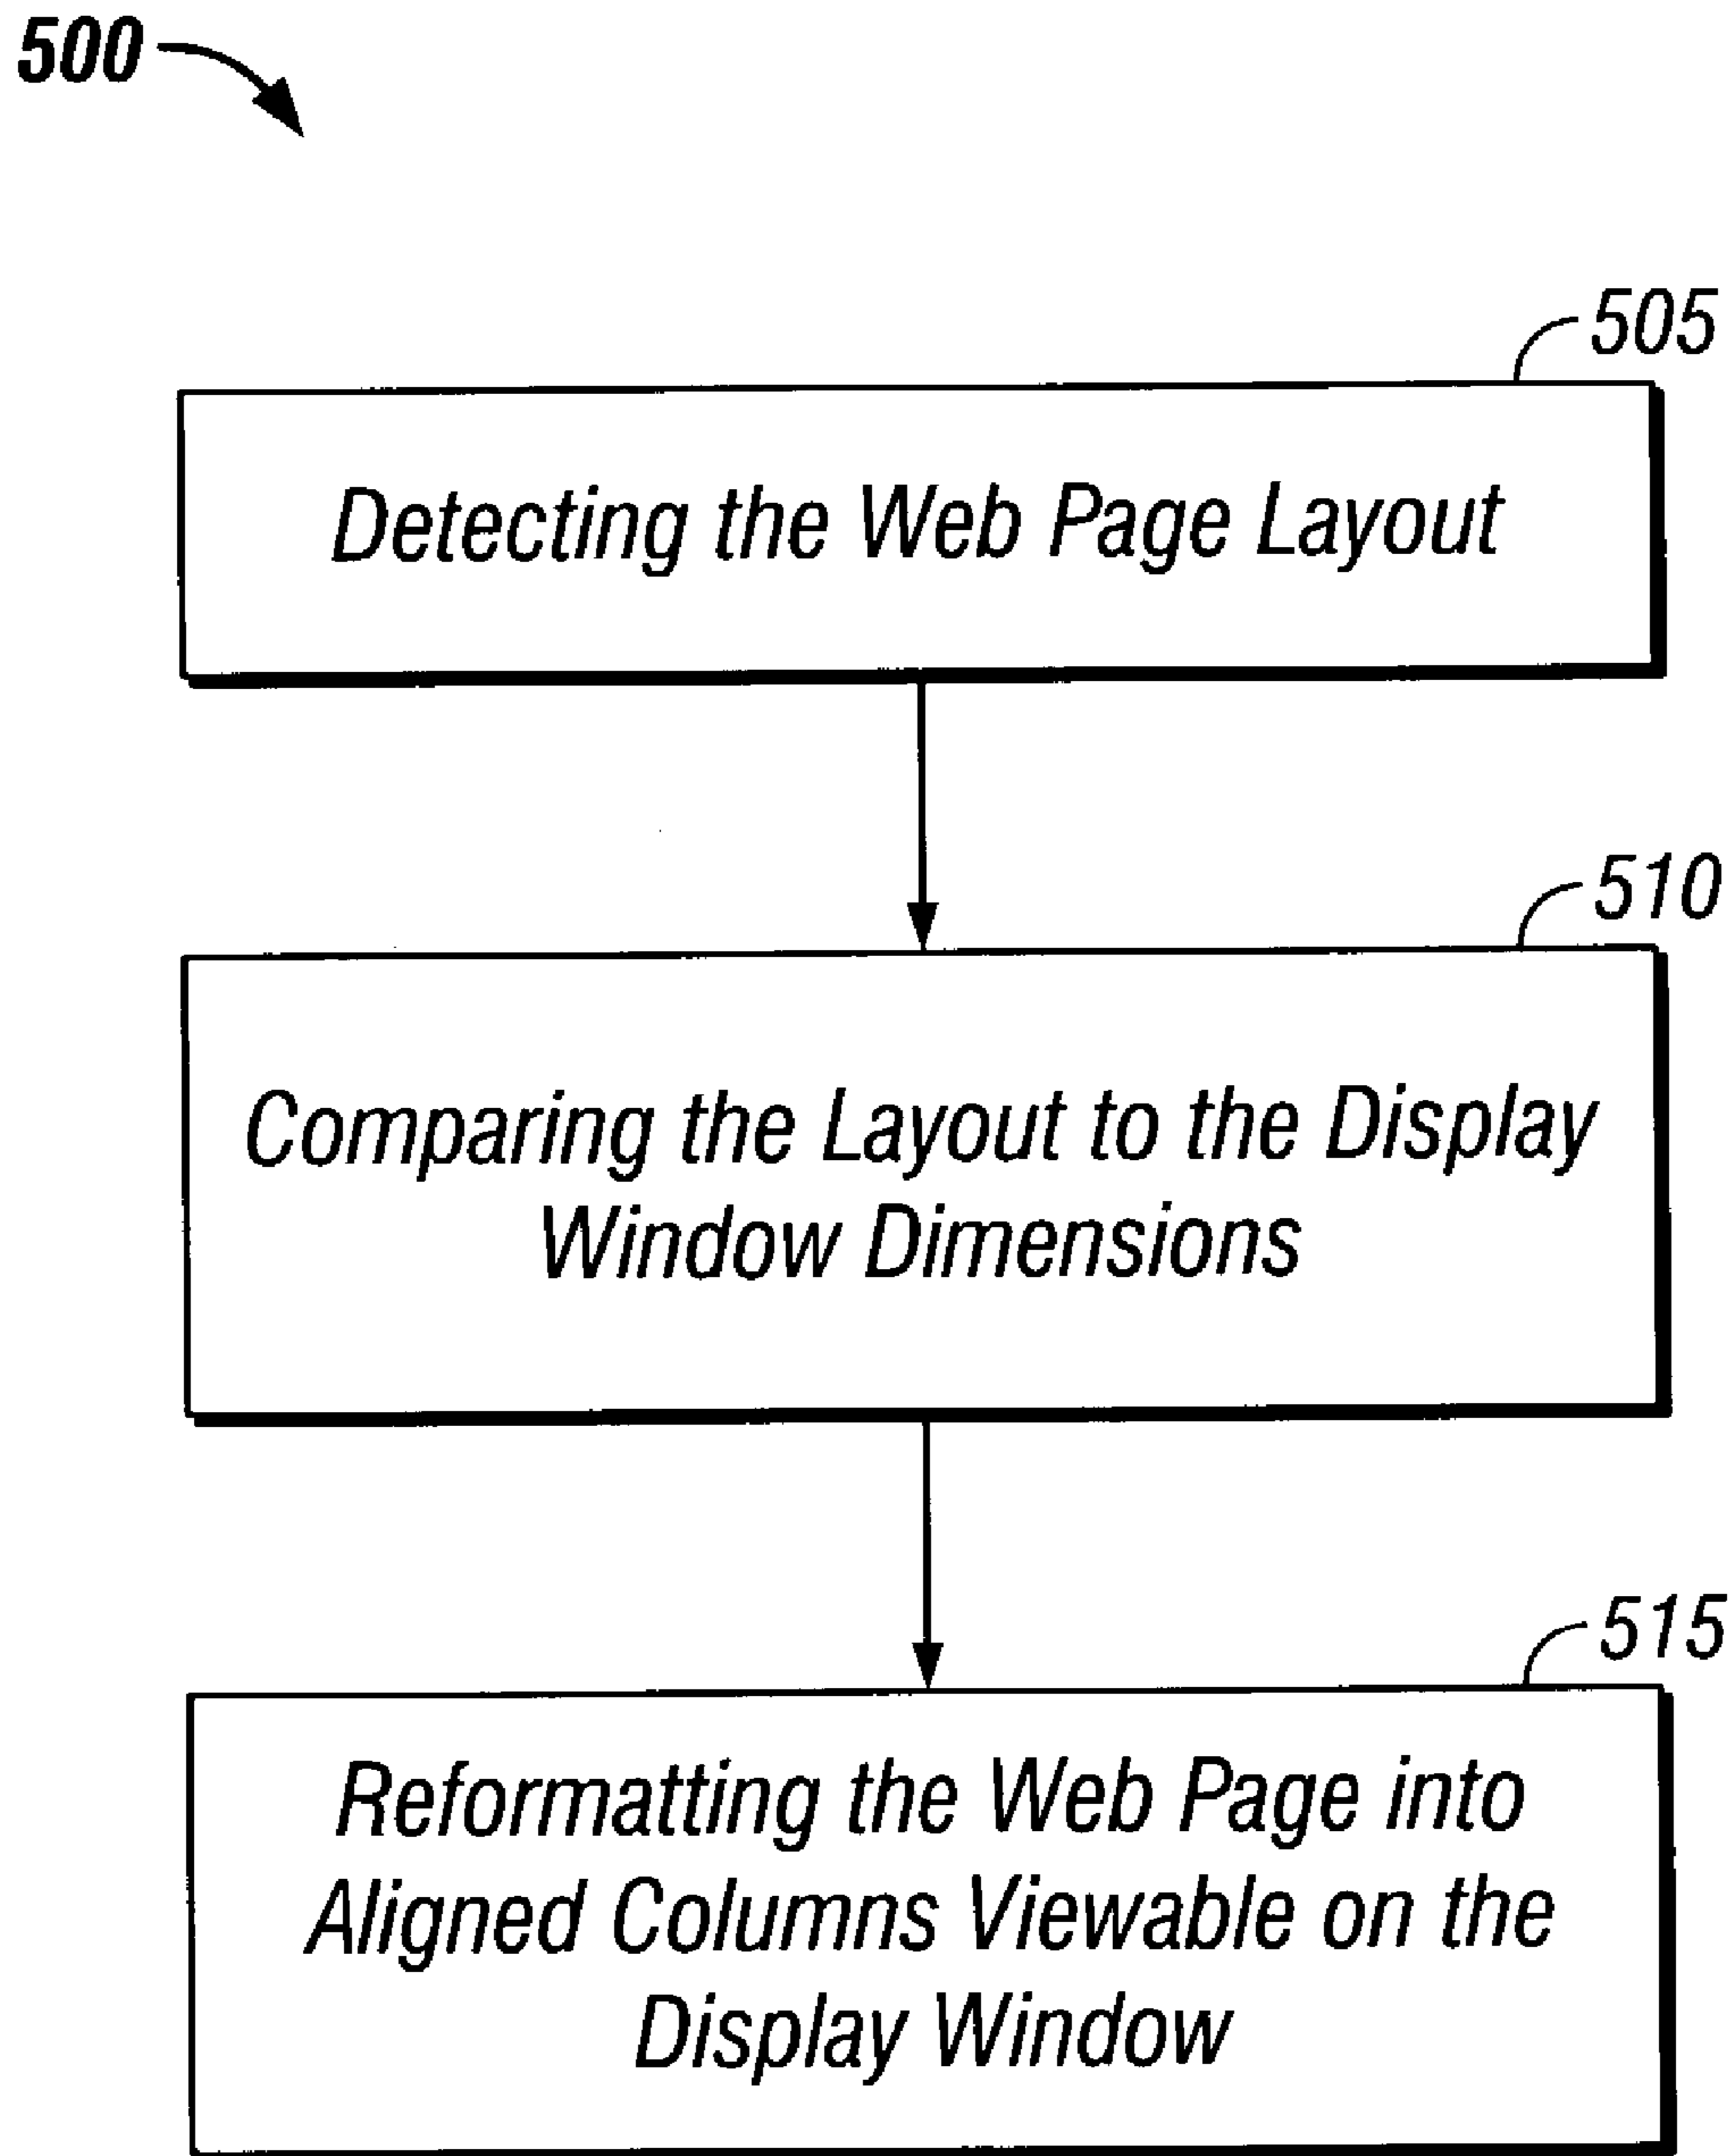 500
505
Detecting the Web Page Layout
510
Comparing the Layout to the Display
Window Dimensions
515
Reformatting the Web Page into
Aligned Columns Viewable on the
Display Window